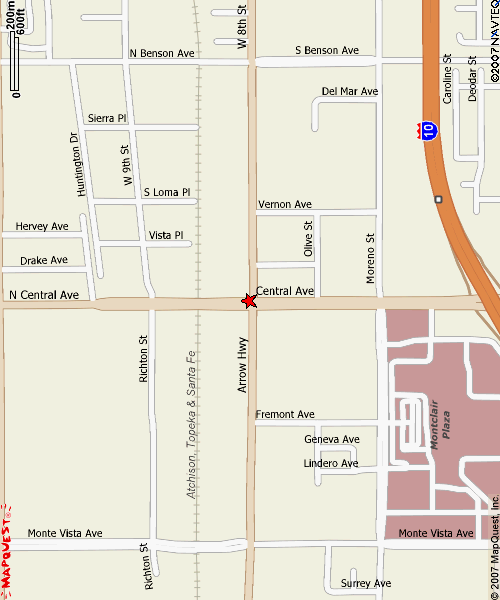 200m
600ft
0
W 8th St
N Benson Ave
S Benson Ave
©2007 NAVTEQ
Caroline St
Deodar St
Del Mar Ave
10
Sierra Pl
Huntington Dr
W 9th St
S Loma Pl
Vernon Ave
Hervey Ave
Vista Pl
Olive St
Moreno St
Drake Ave
N Central Ave
Central Ave
Richton St
Atchison, Topeka & Santa Fe
Arrow Hwy
Fremont Ave
Montclair
Plaza
Geneva Ave
Lindero Ave
MAPQUEST
Monte Vista Ave
Monte Vista Ave
Richton St
Surrey Ave
© 2007 MapQuest, Inc.